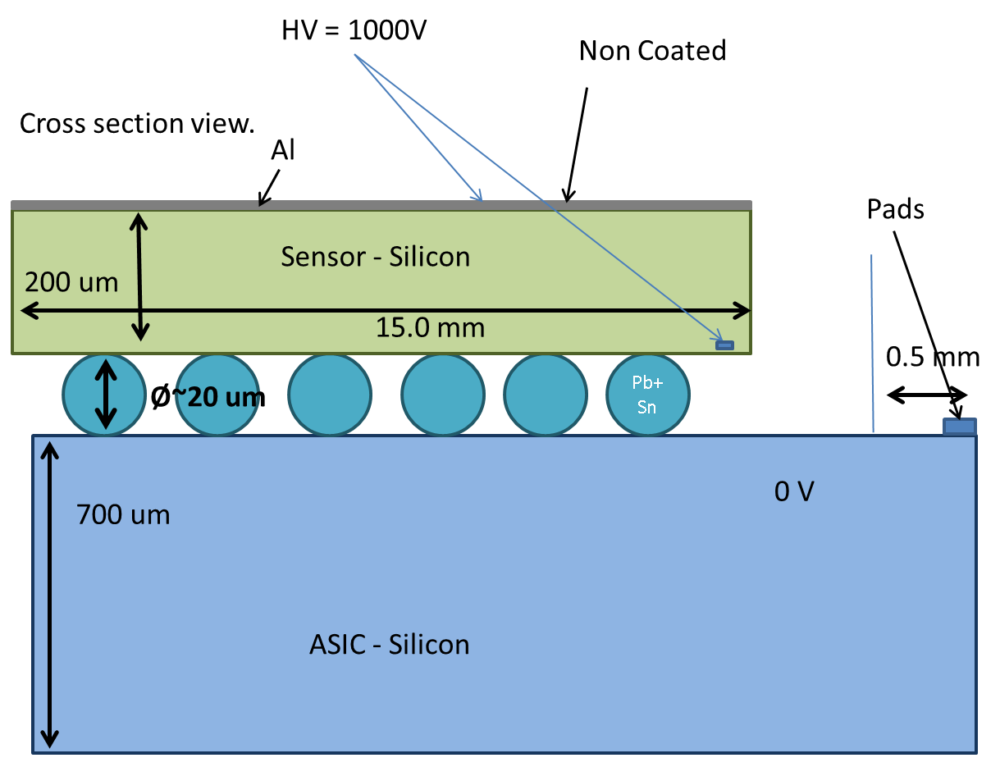 HV = 1000V
Non Coated
Cross section view.
Al
Pads
Sensor - Silicon
200 um
15.0 mm
0.5 mm
Ø~20 um
Pb+
Sn
0 V
700 um
ASIC - Silicon